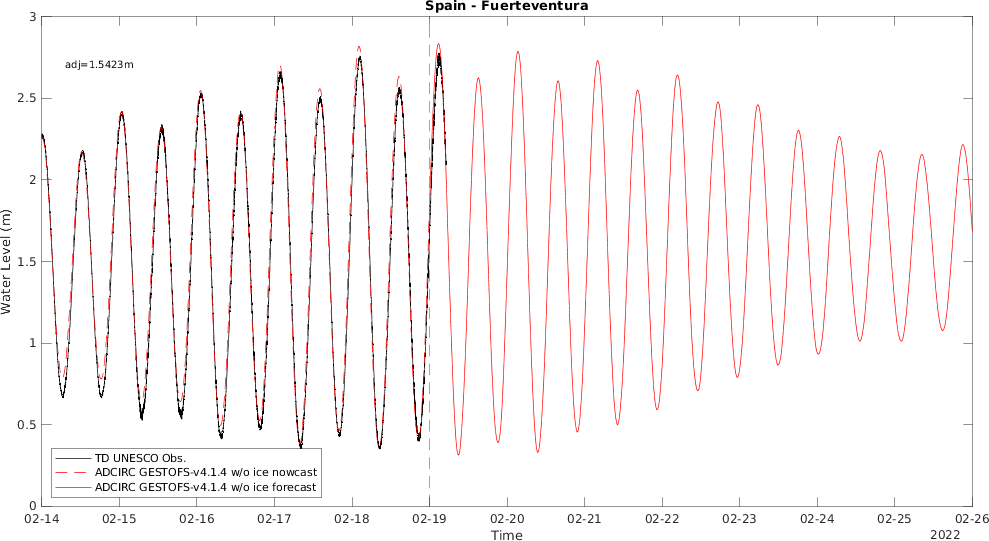 Spain - Fuerteventura
adj=1.5423m
3
2.5
2
1.5
1
0.5
0
Water Level (m)
TD UNESCO Obs.
ADCIRC GESTOFS-v4.1.4 w/o ice nowcast
ADCIRC GESTOFS-v4.1.4 w/o ice forecast
02-14 02-15 02-16 02-17 02-18 02-19 02-20 02-21 02-22 02-23 02-24 02-25 02-26
Time
2022